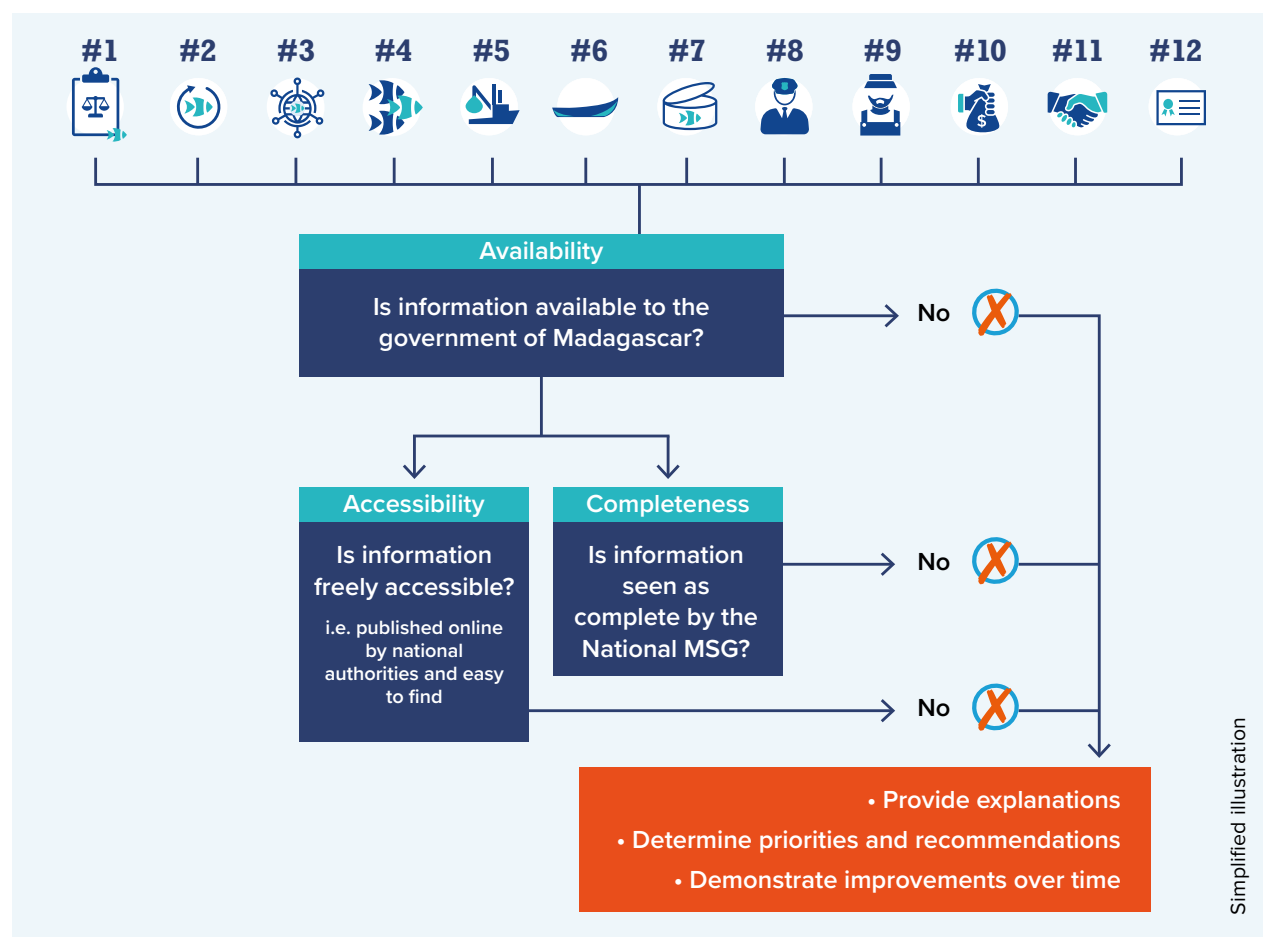 #1 #2 #3 #4 #5 #6 #7 #8 #9 #10 #11 #12
$
Availability
Is information available to the
government of Madagascar?
No
Accessibility
Is information
freely accessible?
i.e. published online
by national
authorities and easy
to find
Completeness
Is information
seen as
complete by the
National MSG?
No
No
• Provide explanations
• Determine priorities and recommendations
• Demonstrate improvements over time
Simplified illustration